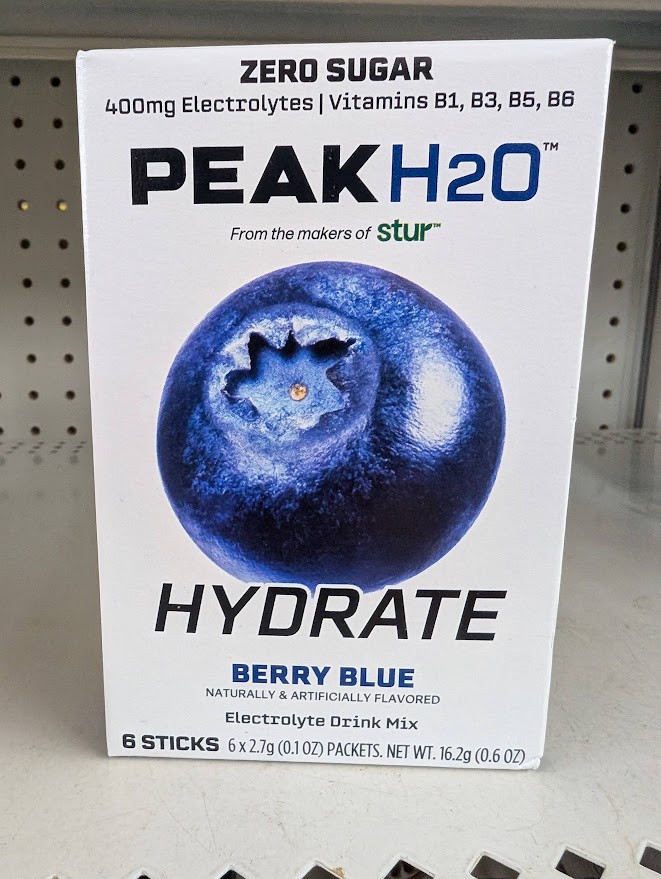 ZERO SUGAR
400mg Electrolytes | Vitamins B1, B3, B5, B6
PEAKH2O™
From the makers of stur™
HYDRATE
BERRY BLUE
NATURALLY & ARTIFICIALLY FLAVORED
Electrolyte Drink Mix
6 STICKS 6 x 2.7g (0.1 OZ) PACKETS. NET WT. 16.2g (0.6 OZ)